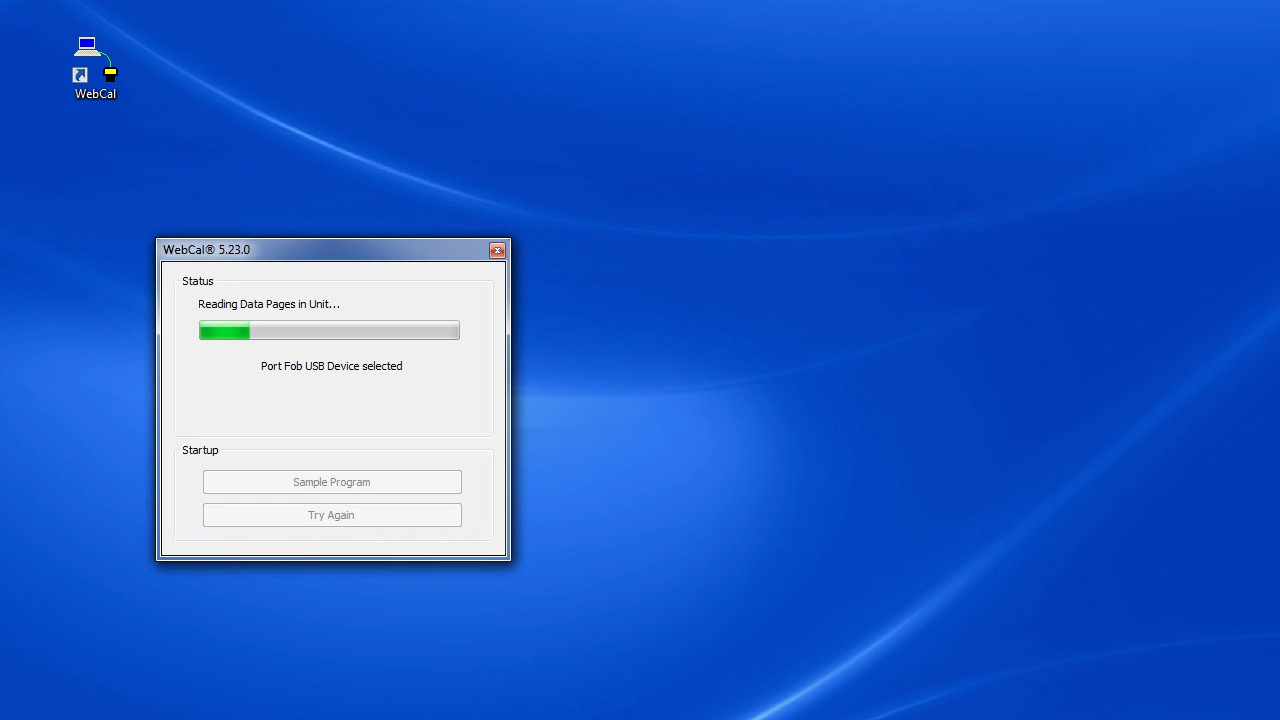 WebCal
WebCal® 5.23.0
Status
Reading Data Pages in Unit...
Port Fob USB Device selected
Startup
Sample Program
Try Again